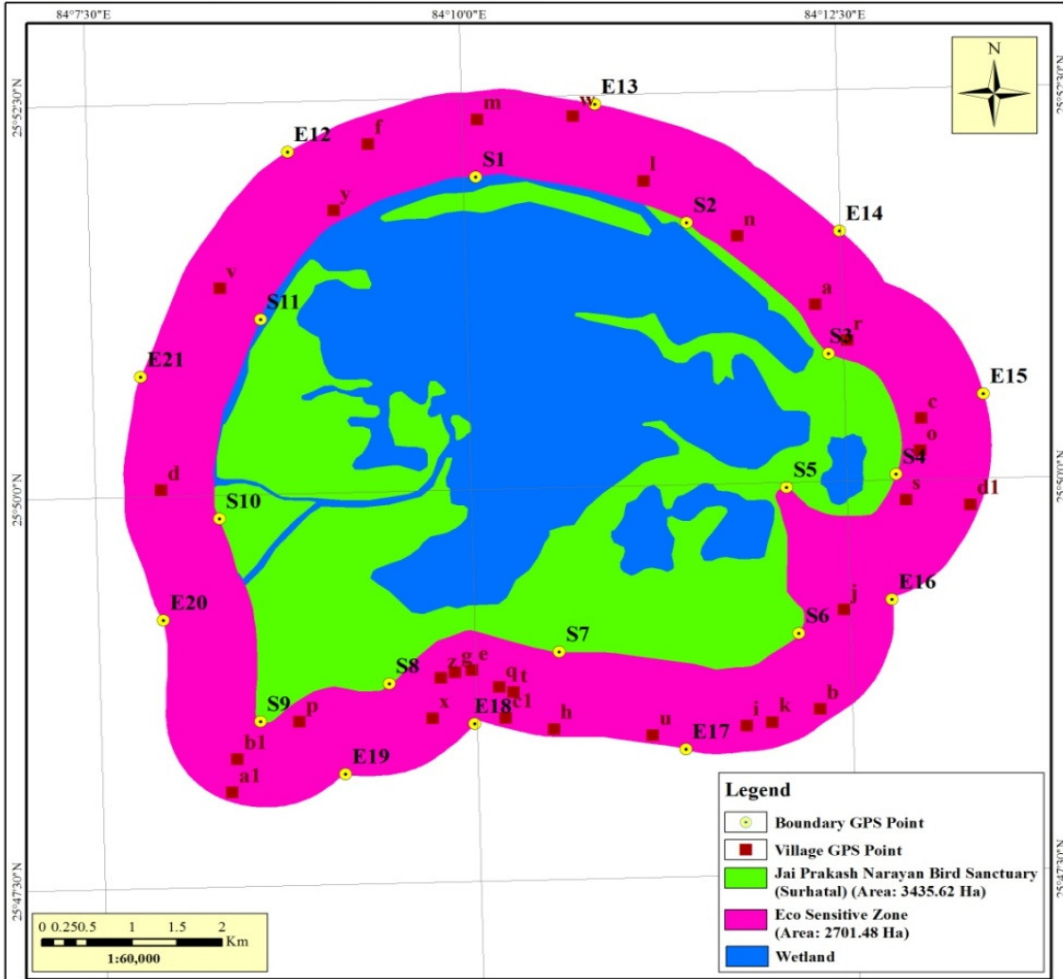 84°7'30"E 84°10'0"E 84°12'30"E
N
E13
25°52'30"N
m w
f
E12
S1
l
y
S2
n
E14
v
a
S11
r
S3
E21
E15
c
o
S4
S5
d
s
d1
25°5'0"N
S10
E16
j
E20
S6
S7
e
g
z
S8
q
t
x
E18
c1
b
S9
p
h
u
i
k
E17
b1
a1
E19
Legend
Boundary GPS Point
Village GPS Point
Jai Prakash Narayan Bird Sanctuary
(Surhatal) (Area: 3435.62 Ha)
Eco Sensitive Zone
(Area: 2701.48 Ha)
Wetland
25°47'30"N
0 0.25 0.5 1 1.5 2
Km
1:60,000